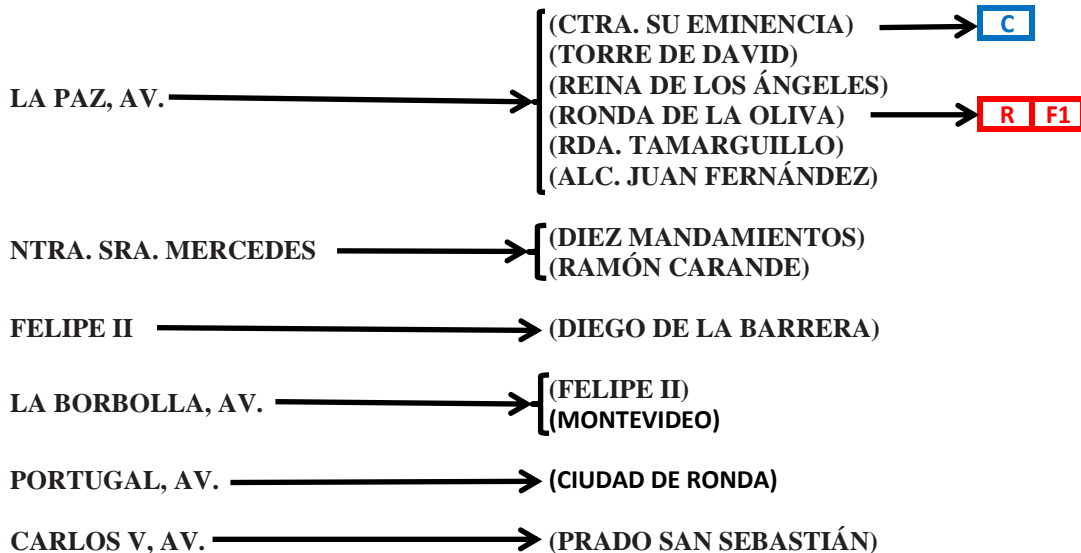 (CTRA. SU EMINENCIA) C
(TORRE DE DAVID)
(REINA DE LOS ÁNGELES)
LA PAZ, AV. (RONDA DE LA OLIVA) R F1
(RDA. TAMARGUILLO)
(ALC. JUAN FERNÁNDEZ)
NTRA. SRA. MERCEDES (DIEZ MANDAMIENTOS)
(RAMÓN CARANDE)
FELIPE II (DIEGO DE LA BARRERA)
LA BORBOLLA, AV. (FELIPE II)
(MONTEVIDEO)
PORTUGAL, AV. (CIUDAD DE RONDA)
CARLOS V, AV. (PRADO SAN SEBASTIÁN)